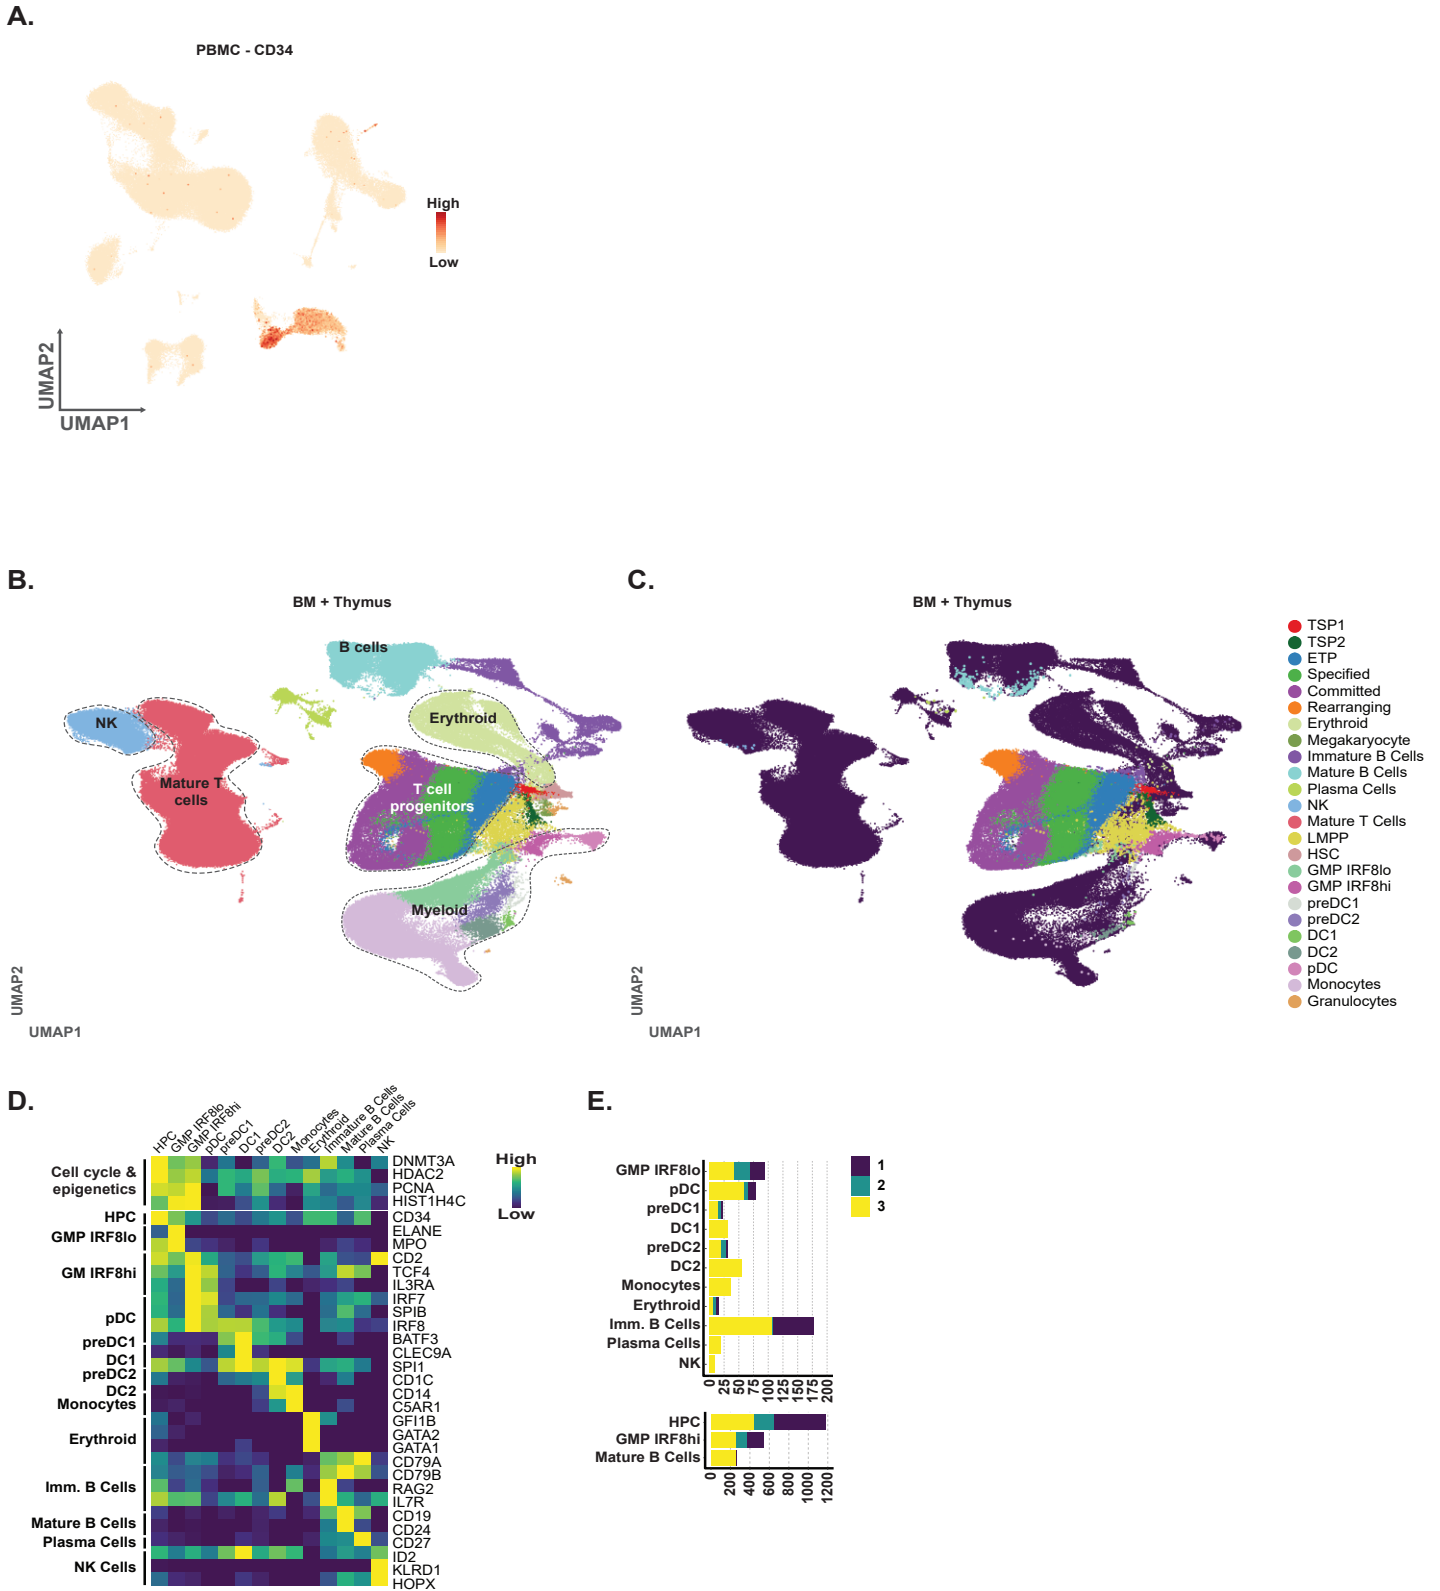 A.
PBMC - CD34
High
Low
UMAP2
UMAP1
B.
BM + Thymus
B cells
NK
Erythroid
Mature T
cells
T cell
progenitors
Myeloid
UMAP2
UMAP1
C.
BM + Thymus
UMAP2
UMAP1
TSP1
TSP2
ETP
Specified
Committed
Rearranging
Erythroid
Megakaryocyte
Immature B Cells
Mature B Cells
Plasma Cells
NK
Mature T Cells
LMPP
HSC
GMP IRF8lo
GMP IRF8hi
preDC1
preDC2
DC1
DC2
pDC
Monocytes
Granulocytes
D.
HPC
GMP IRF8lo
GMP IRF8hi
pDC
preDC1
DC1
preDC2
DC2
Monocytes
Erythroid
Immature B Cells
Mature B Cells
Plasma Cells
NK
Cell cycle &
epigenetics
HPC
GMP IRF8lo
GM IRF8hi
pDC
preDC1
DC1
preDC2
DC2
Monocytes
Erythroid
Imm. B Cells
Mature B Cells
Plasma Cells
NK Cells
DNMT3A
HDAC2
PCNA
HIST1H4C
CD34
ELANE
MPO
CD2
TCF4
IL3RA
IRF7
SPIB
IRF8
BATF3
CLEC9A
SPI1
CD1C
CD14
C5AR1
GFI1B
GATA2
GATA1
CD79A
CD79B
RAG2
IL7R
CD19
CD24
CD27
ID2
KLRD1
HOPX
High
Low
E.
GMP IRF8lo
pDC
preDC1
DC1
preDC2
DC2
Monocytes
Erythroid
Imm. B Cells
Plasma Cells
NK
0 25 50 75 100 125 150 175 200
1
2
3
HPC
GMP IRF8hi
Mature B Cells
0 200 400 600 800 1000 1200